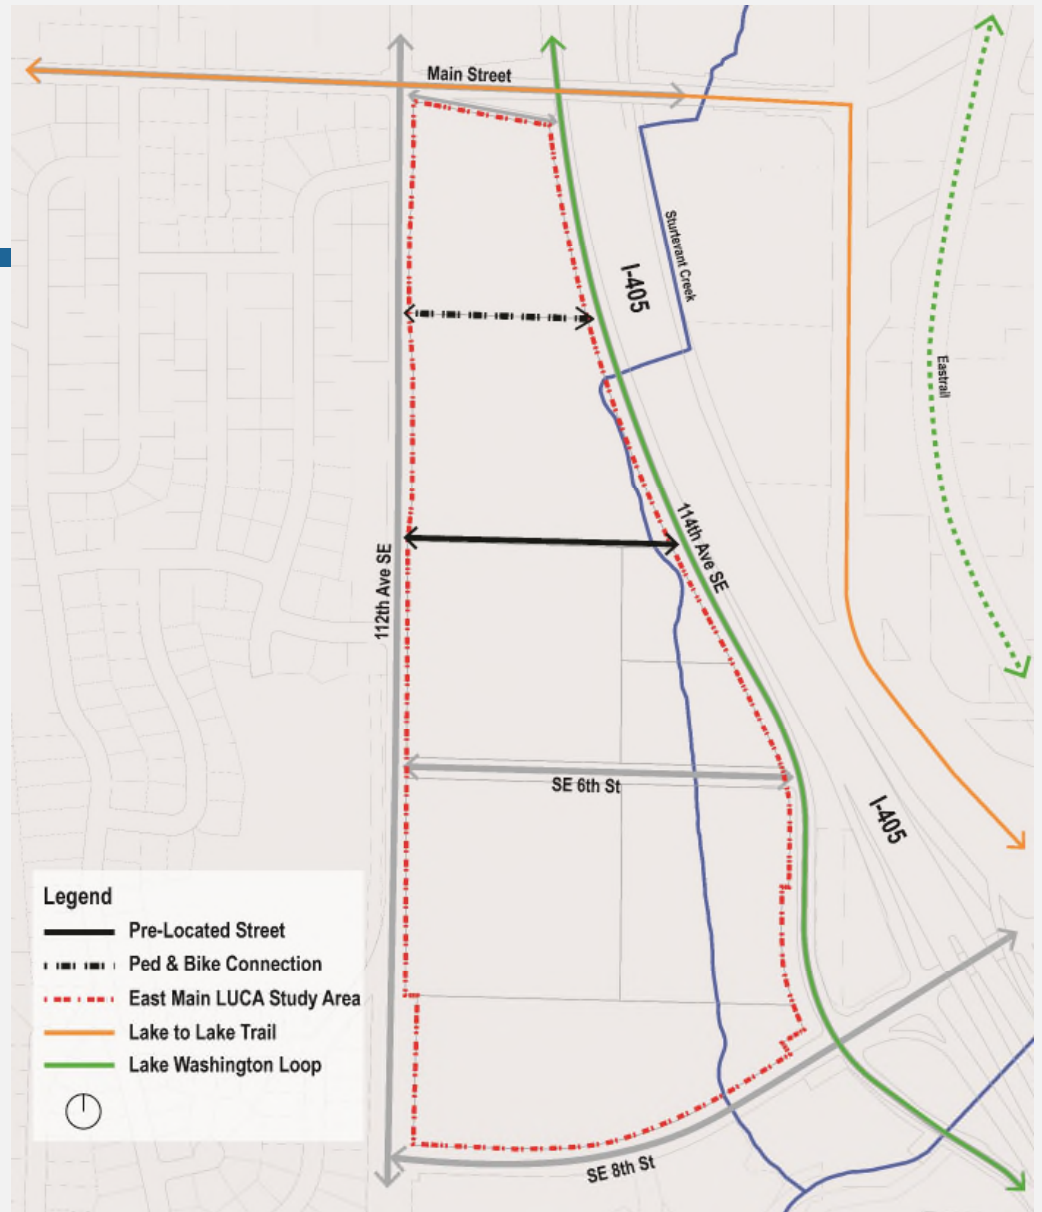 Main Street
Sturtevant Creek
I-405
Eastrail
114th Ave SE
112th Ave SE
SE 6th St
I-405
Legend
Pre-Located Street
Ped & Bike Connection
East Main LUCA Study Area
Lake to Lake Trail
Lake Washington Loop
SE 8th St